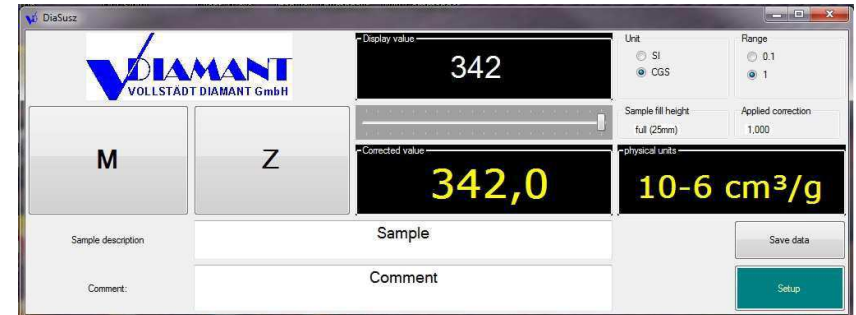 DiaSusz
DIAMANT
VOLLSTÄDT DIAMANT GmbH
Display value
342
Unit
SI
CGS
Range
0.1
1
M
Z
Sample fill height
full (25mm)
Applied correction
1,000
Corrected value
342,0
physical units
10-6 cm³/g
Sample description
Sample
Save data
Comment:
Comment
Setup